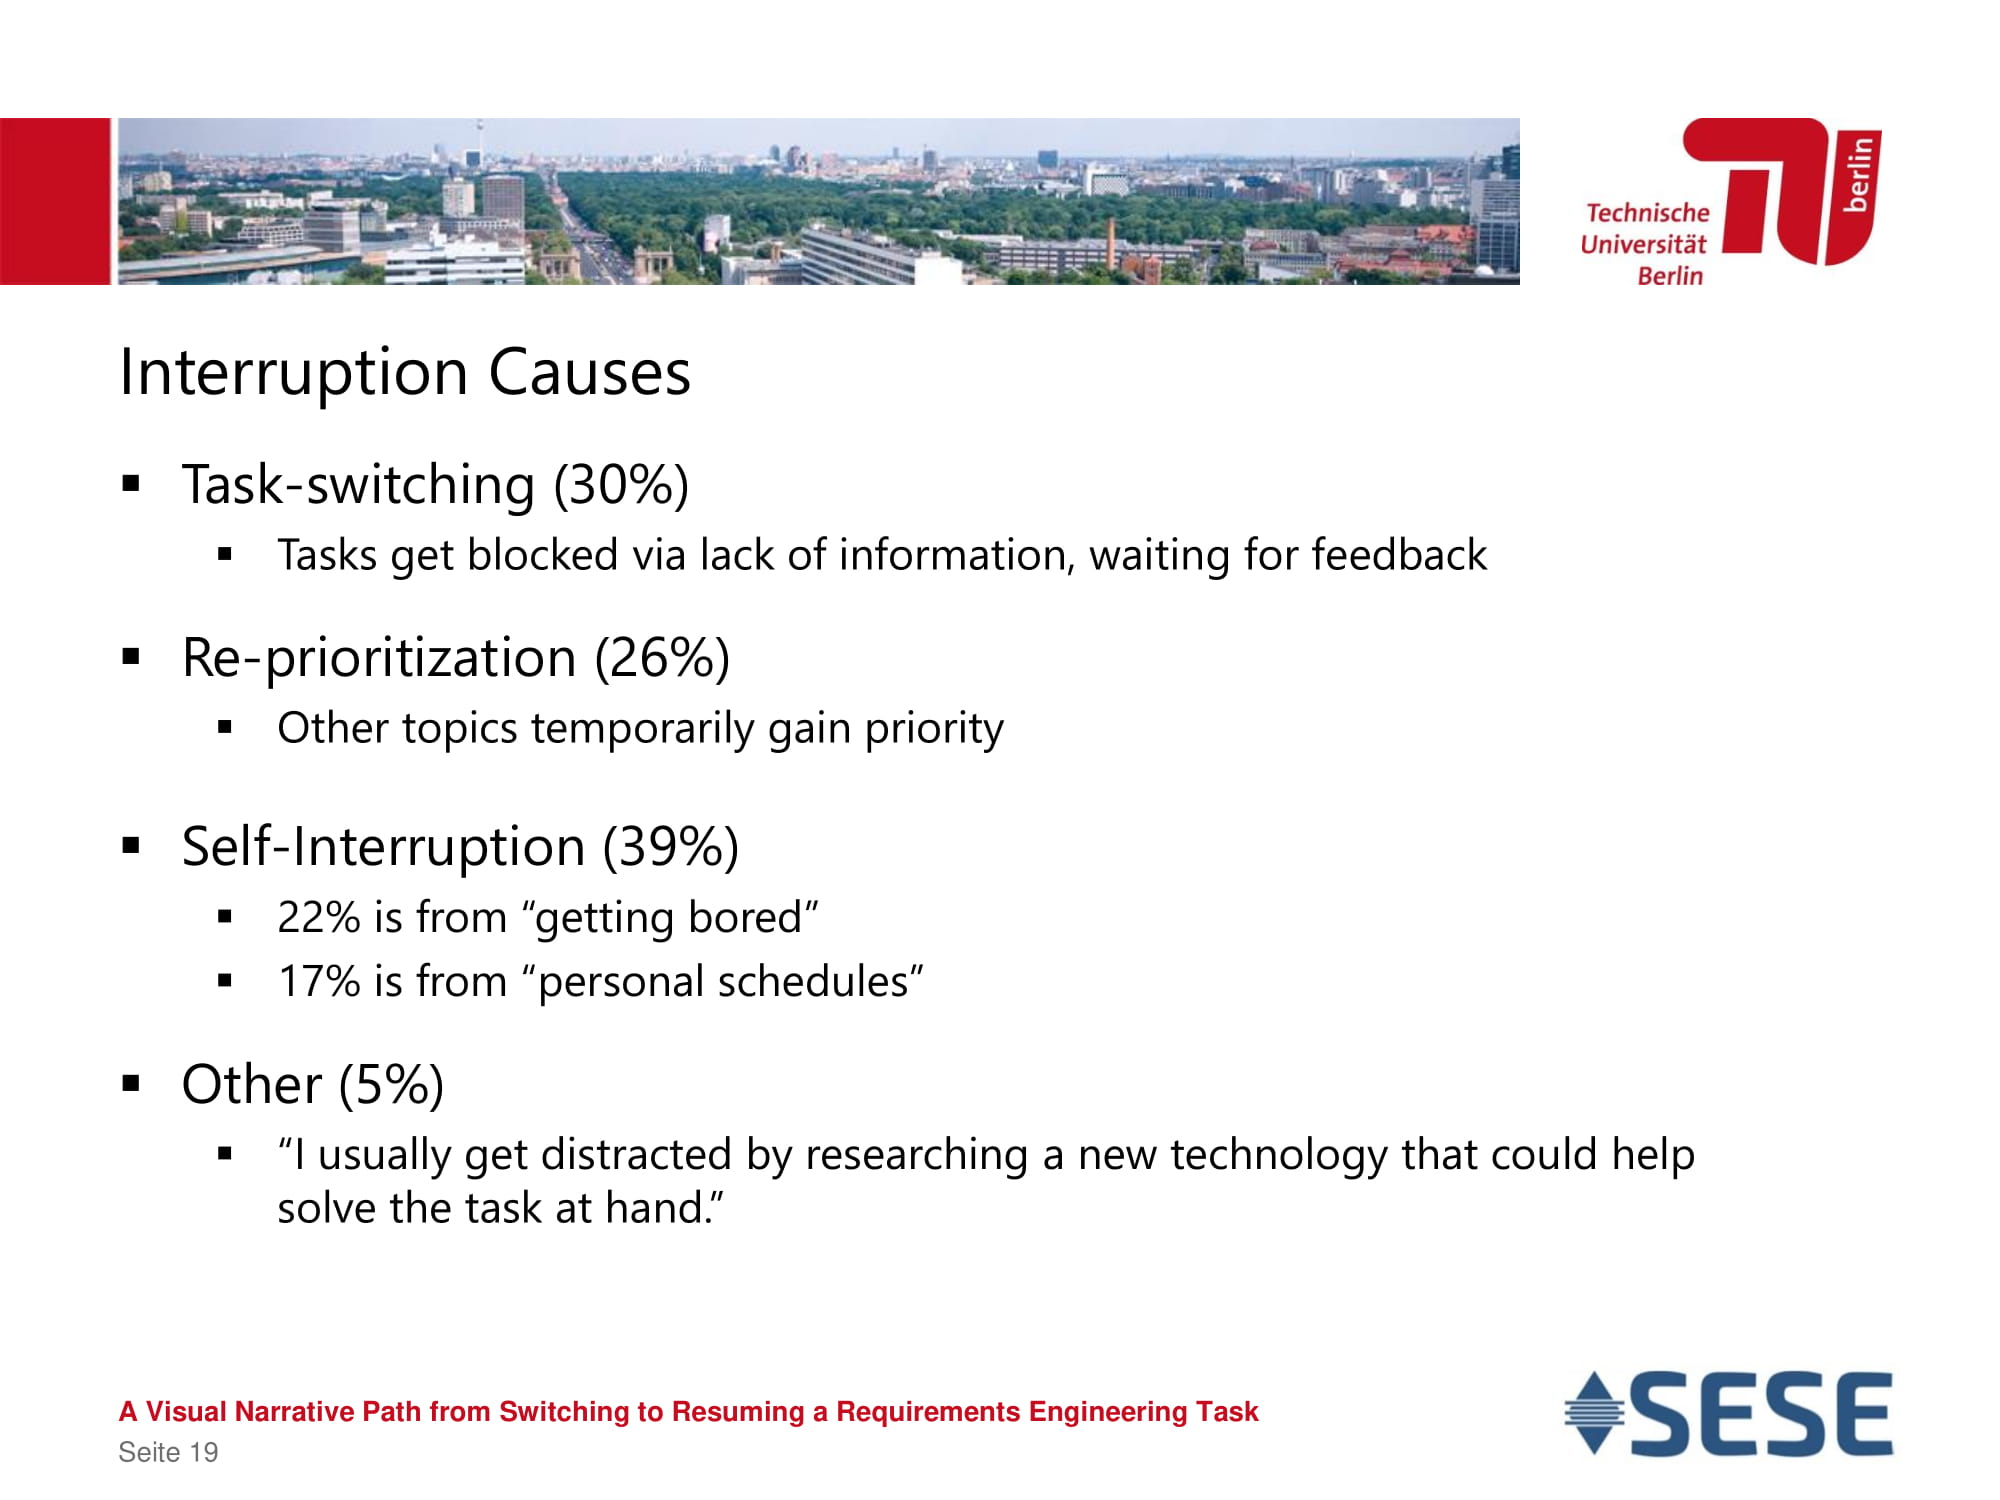 Technische
Universität
Berlin
berlin
Interruption Causes
▪ Task-switching (30%)
▪ Tasks get blocked via lack of information, waiting for feedback
▪ Re-prioritization (26%)
▪ Other topics temporarily gain priority
▪ Self-Interruption (39%)
▪ 22% is from “getting bored”
▪ 17% is from “personal schedules”
▪ Other (5%)
▪ “I usually get distracted by researching a new technology that could help
solve the task at hand.”
A Visual Narrative Path from Switching to Resuming a Requirements Engineering Task
Seite 19
SESE